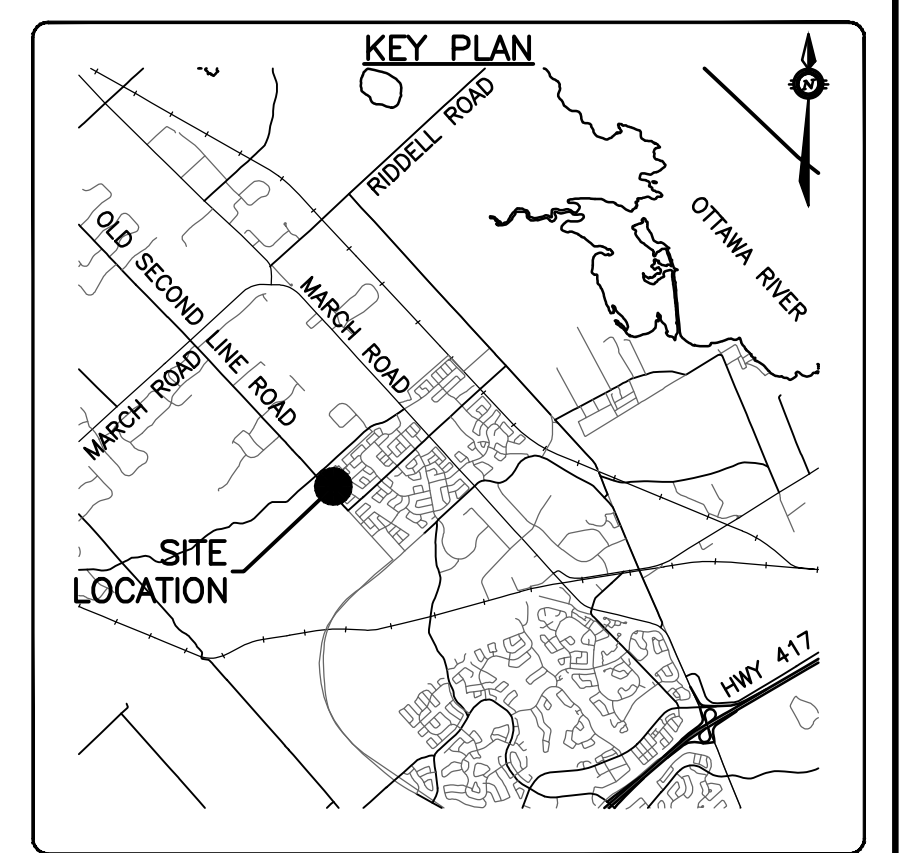 KEY PLAN
N
RIDDELL ROAD
OTTAWA RIVER
OLD SECOND LINE ROAD
MARCH ROAD
MARCH ROAD
SITE
LOCATION
HWY 417